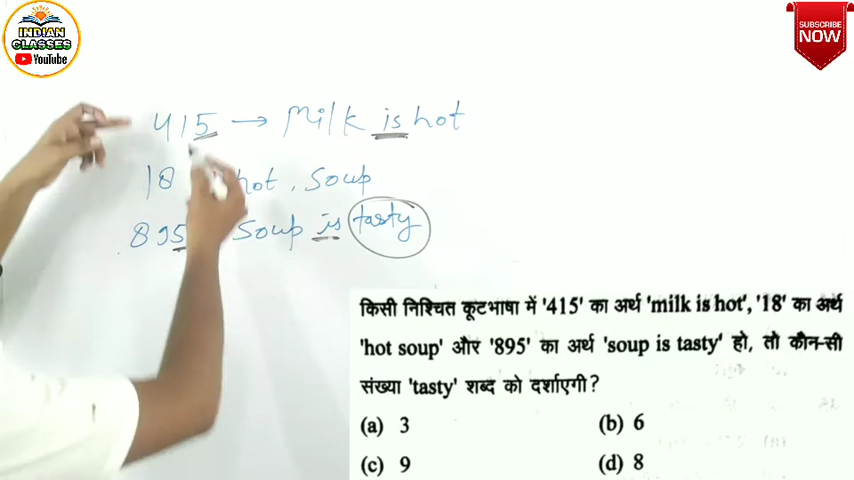 INDIAN
CLASSES
YouTube
SUBSCRIBE
NOW
415 → Milk is hot
18 hot, Soup
895 Soup is tasty
किसी निश्चित कूटभाषा में '415' का अर्थ 'milk is hot', '18' का अर्थ
'hot soup' और '895' का अर्थ 'soup is tasty' हो, तो कौन-सी
संख्या 'tasty' शब्द को दर्शाएगी?
(a) 3 (b) 6
(c) 9 (d) 8